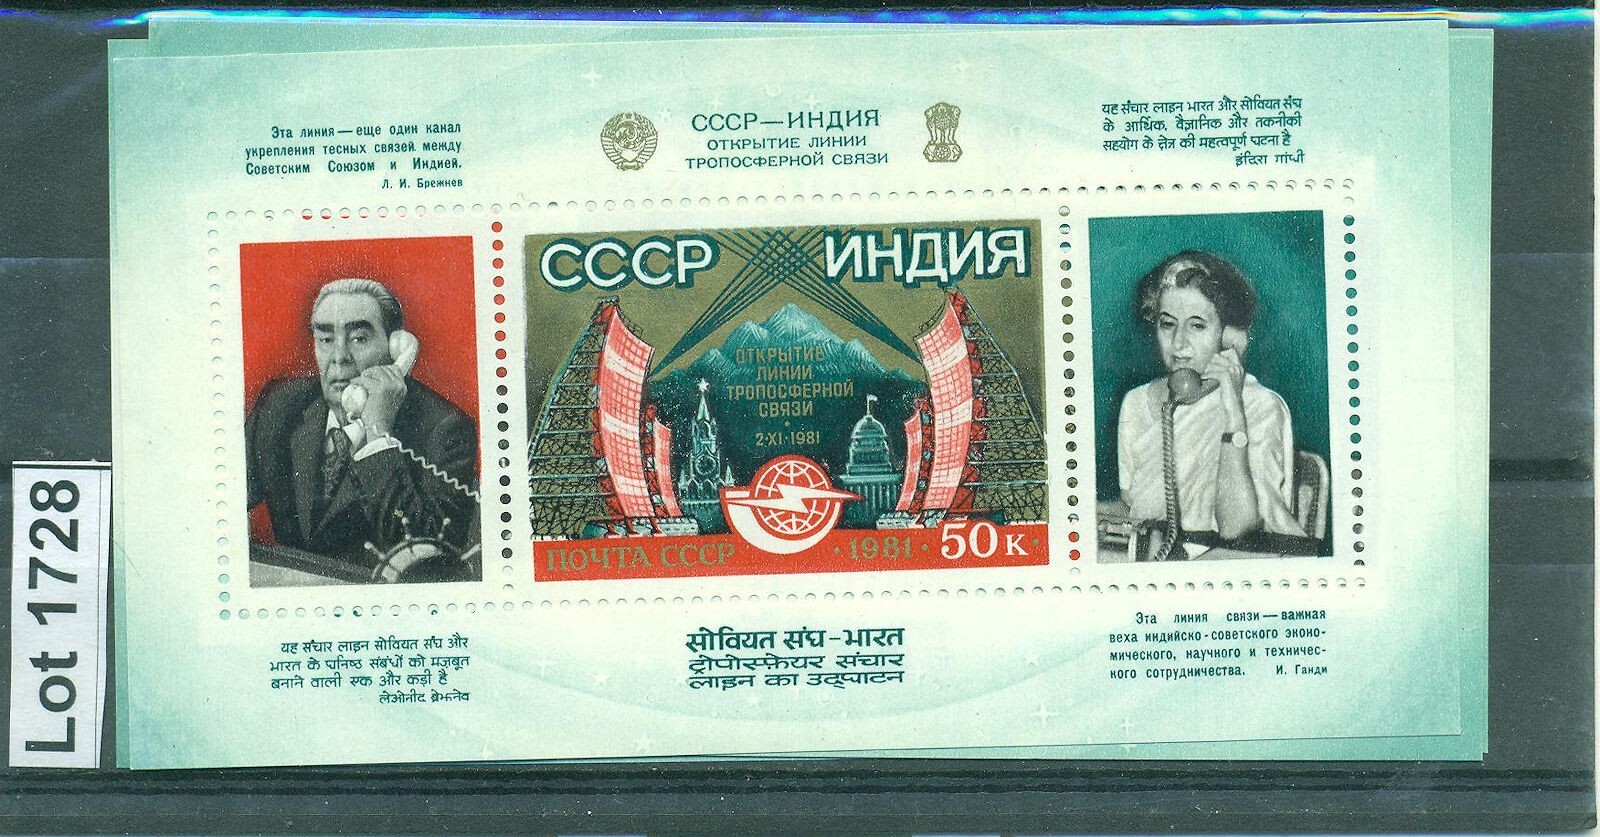 Lot 1728
Эта линия — еще один канал
укрепления тесных связей между
Советским Союзом и Индией.
Л. И. Брежнев
СССР—ИНДИЯ
ОТКРЫТИЕ ЛИНИИ
ТРОПОСФЕРНОЙ СВЯЗИ
यह संचार लाइन भारत और सोवियत संघ
के आर्थिक, वैज्ञानिक और तकनीकी
सहयोग के क्षेत्र की महत्वपूर्ण घटना है
इंदिरा गांधी
СССР ИНДИЯ
ОТКРЫТИЕ
ЛИНИИ
ТРОПОСФЕРНОЙ
СВЯЗИ
2·XI·1981
ПОЧТА СССР ·1981· 50 к·
यह संचार लाइन सोवियत संघ और
भारत के घनिष्ठ संबंधों को मज़बूत
बनाने वाली एक और कड़ी है
लेओनीद ब्रेझनेव
सोवियत संघ-भारत
ट्रोपोस्फ़ेयर संचार
लाइन का उद्घाटन
Эта линия связи — важная
веха индийско-советского эконо-
мического, научного и техничес-
кого сотрудничества. И. Ганди